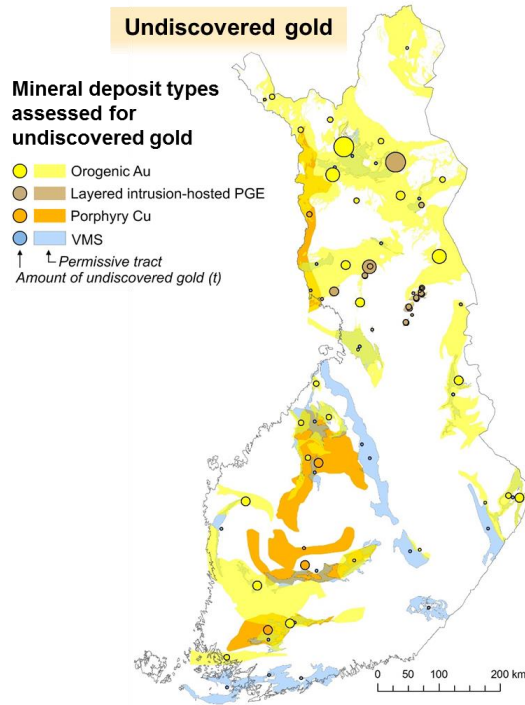 Undiscovered gold
Mineral deposit types
assessed for
undiscovered gold
Orogenic Au
Layered intrusion-hosted PGE
Porphyry Cu
VMS
Permissive tract
Amount of undiscovered gold (t)
0 50 100 200 km